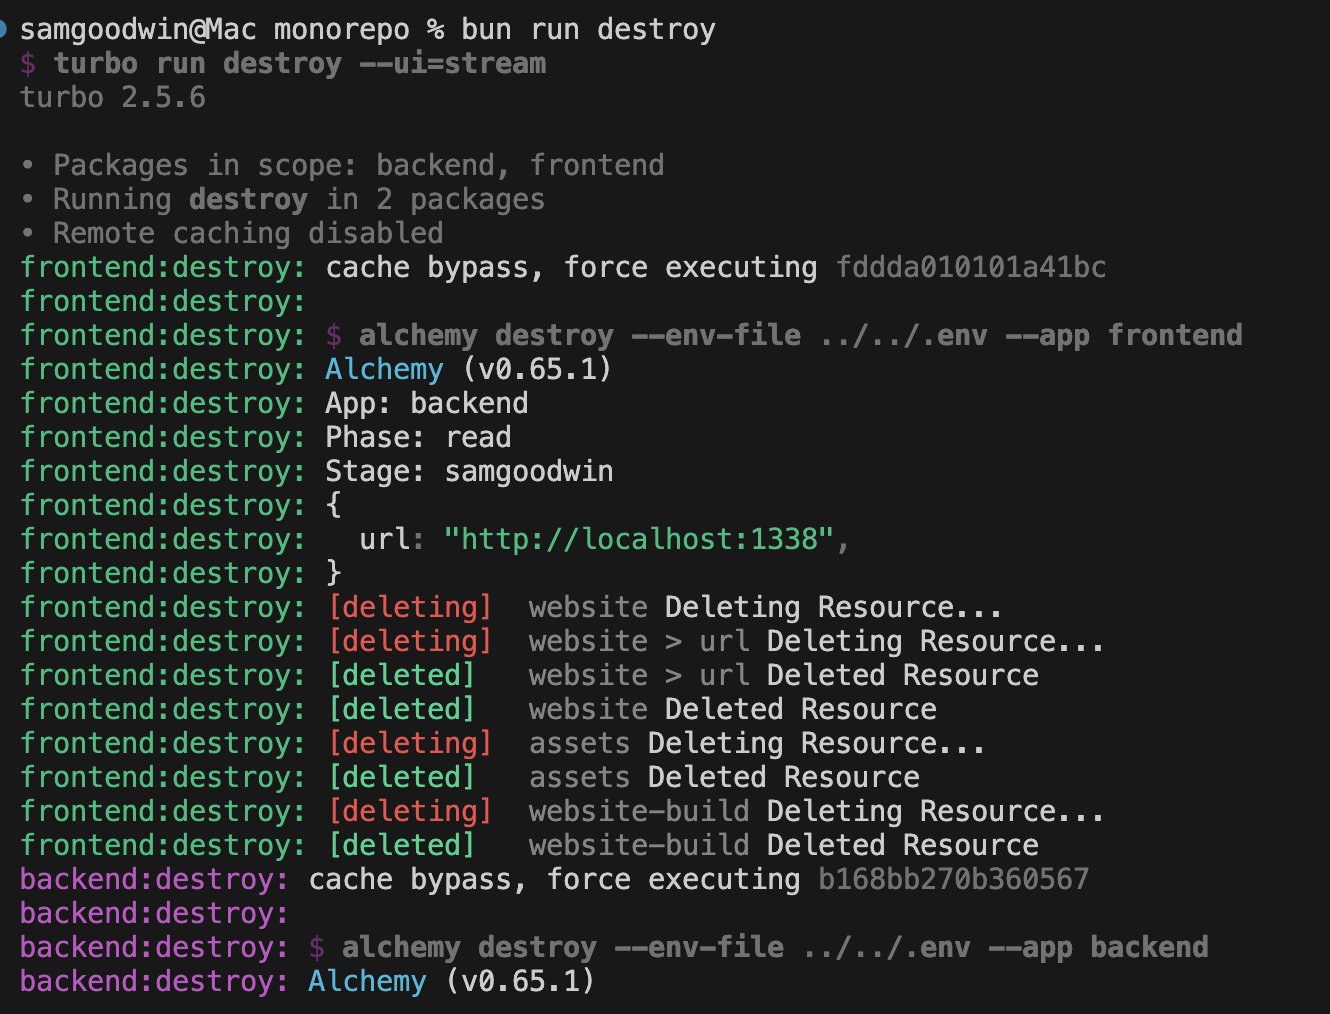 samgoodwin@Mac monorepo % bun run destroy
$ turbo run destroy --ui=stream
turbo 2.5.6
• Packages in scope: backend, frontend
• Running destroy in 2 packages
• Remote caching disabled
frontend:destroy: cache bypass, force executing fddda010101a41bc
frontend:destroy:
frontend:destroy: $ alchemy destroy --env-file ../../.env --app frontend
frontend:destroy: Alchemy (v0.65.1)
frontend:destroy: App: backend
frontend:destroy: Phase: read
frontend:destroy: Stage: samgoodwin
frontend:destroy: {
frontend:destroy:   url: "http://localhost:1338",
frontend:destroy: }
frontend:destroy: [deleting]  website Deleting Resource...
frontend:destroy: [deleting]  website > url Deleting Resource...
frontend:destroy: [deleted]   website > url Deleted Resource
frontend:destroy: [deleted]   website Deleted Resource
frontend:destroy: [deleting]  assets Deleting Resource...
frontend:destroy: [deleted]   assets Deleted Resource
frontend:destroy: [deleting]  website-build Deleting Resource...
frontend:destroy: [deleted]   website-build Deleted Resource
backend:destroy: cache bypass, force executing b168bb270b360567
backend:destroy:
backend:destroy: $ alchemy destroy --env-file ../../.env --app backend
backend:destroy: Alchemy (v0.65.1)